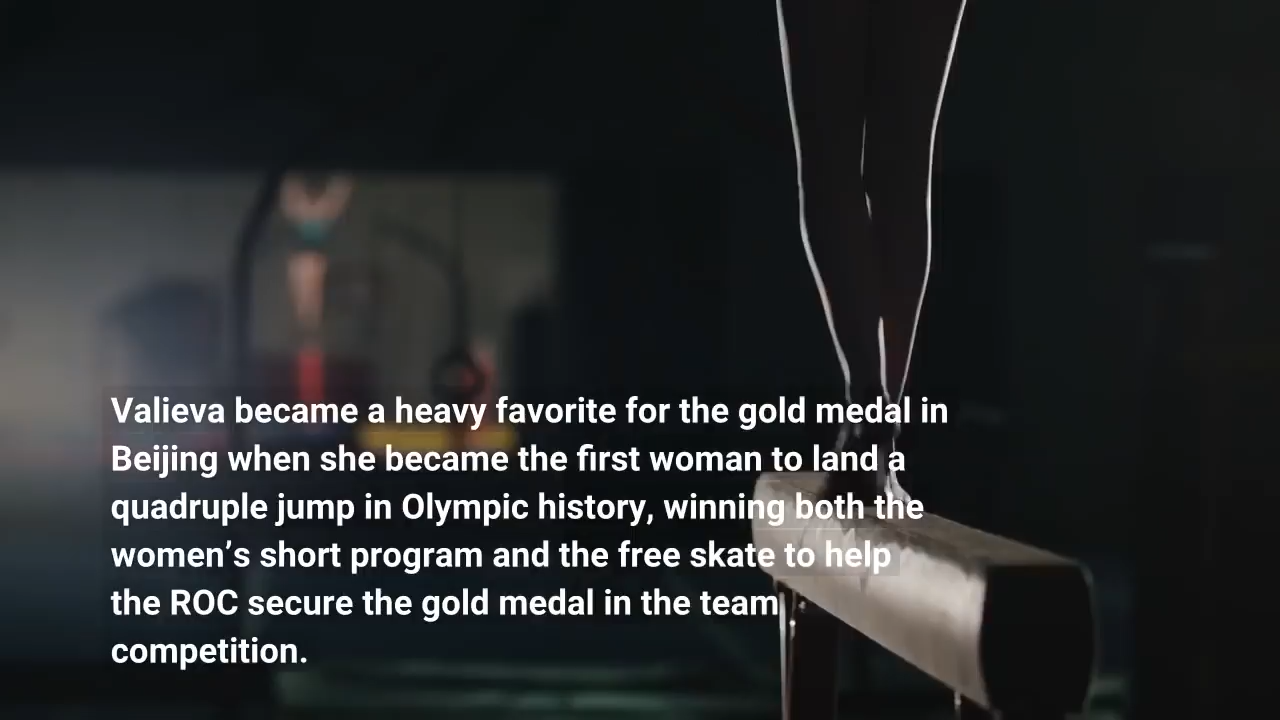 Valieva became a heavy favorite for the gold medal in
Beijing when she became the first woman to land a
quadruple jump in Olympic history, winning both the
women’s short program and the free skate to help
the ROC secure the gold medal in the team
competition.